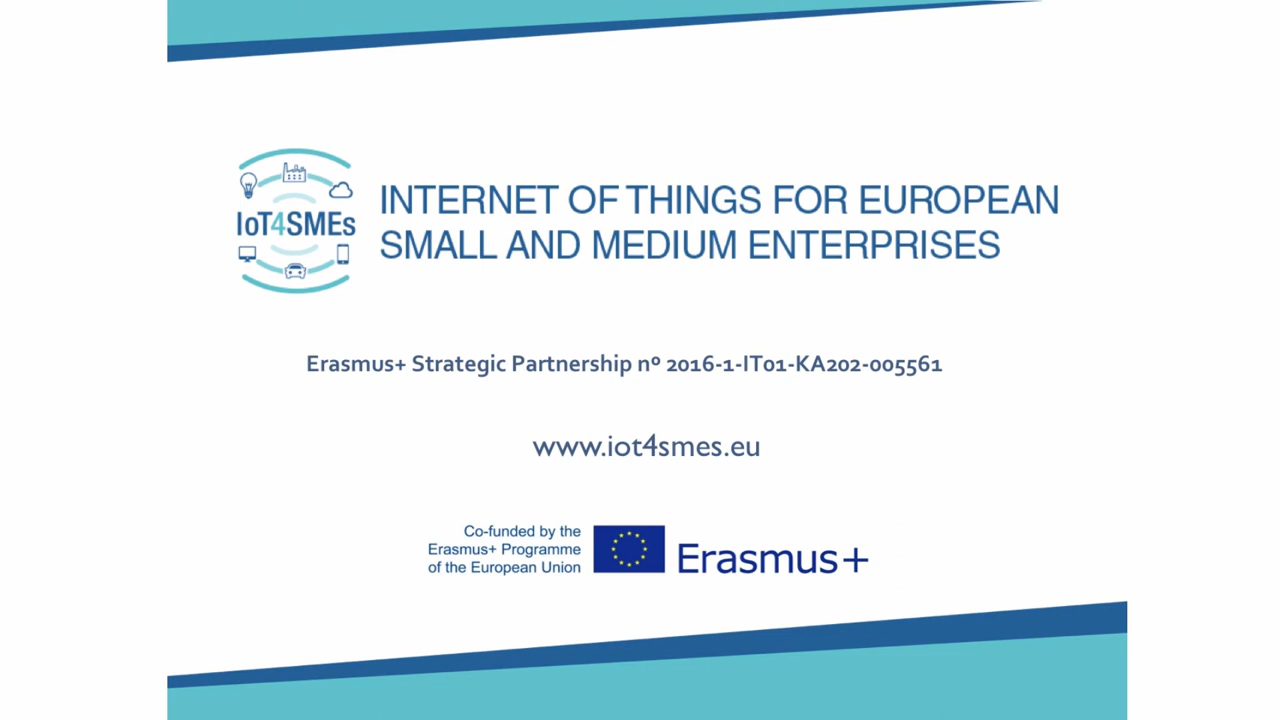 IoT4SMEs
INTERNET OF THINGS FOR EUROPEAN
SMALL AND MEDIUM ENTERPRISES
Erasmus+ Strategic Partnership nº 2016-1-IT01-KA202-005561
www.iot4smes.eu
Co-funded by the
Erasmus+ Programme
of the European Union
Erasmus+